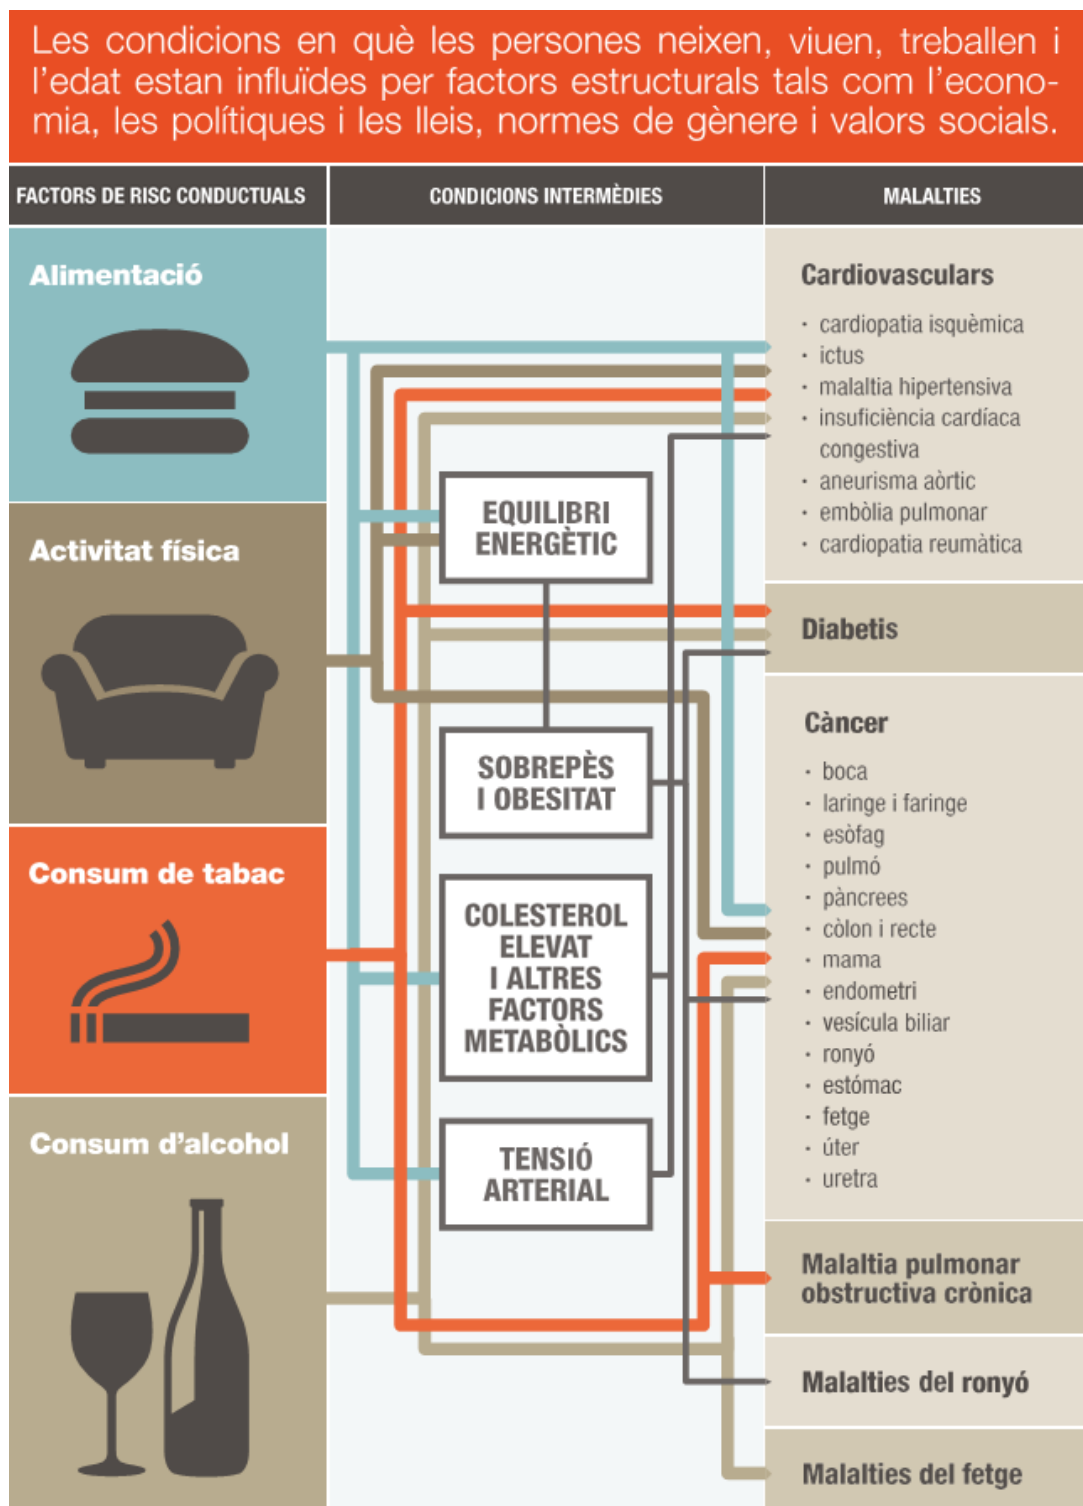 Les condicions en què les persones neixen, viuen, treballen i
l'edat estan influïdes per factors estructurals tals com l'econo-
mia, les polítiques i les lleis, normes de gènere i valors socials.
FACTORS DE RISC CONDUCTUALS
CONDICIONS INTERMÈDIES
MALALTIES
Alimentació
Activitat física
Consum de tabac
Consum d'alcohol
EQUILIBRI
ENERGÈTIC
SOBREPÈS
I OBESITAT
COLESTEROL
ELEVAT
I ALTRES
FACTORS
METABÒLICS
TENSIÓ
ARTERIAL
Cardiovasculars
· cardiopatia isquèmica
· ictus
· malaltia hipertensiva
· insuficiència cardíaca
congestiva
· aneurisma aòrtic
· embòlia pulmonar
· cardiopatia reumàtica
Diabetis
Càncer
· boca
· laringe i faringe
· esòfag
· pulmó
· pàncrees
· còlon i recte
· mama
· endometri
· vesícula biliar
· ronyó
· estómac
· fetge
· úter
· uretra
Malaltia pulmonar
obstructiva crònica
Malalties del ronyó
Malalties del fetge